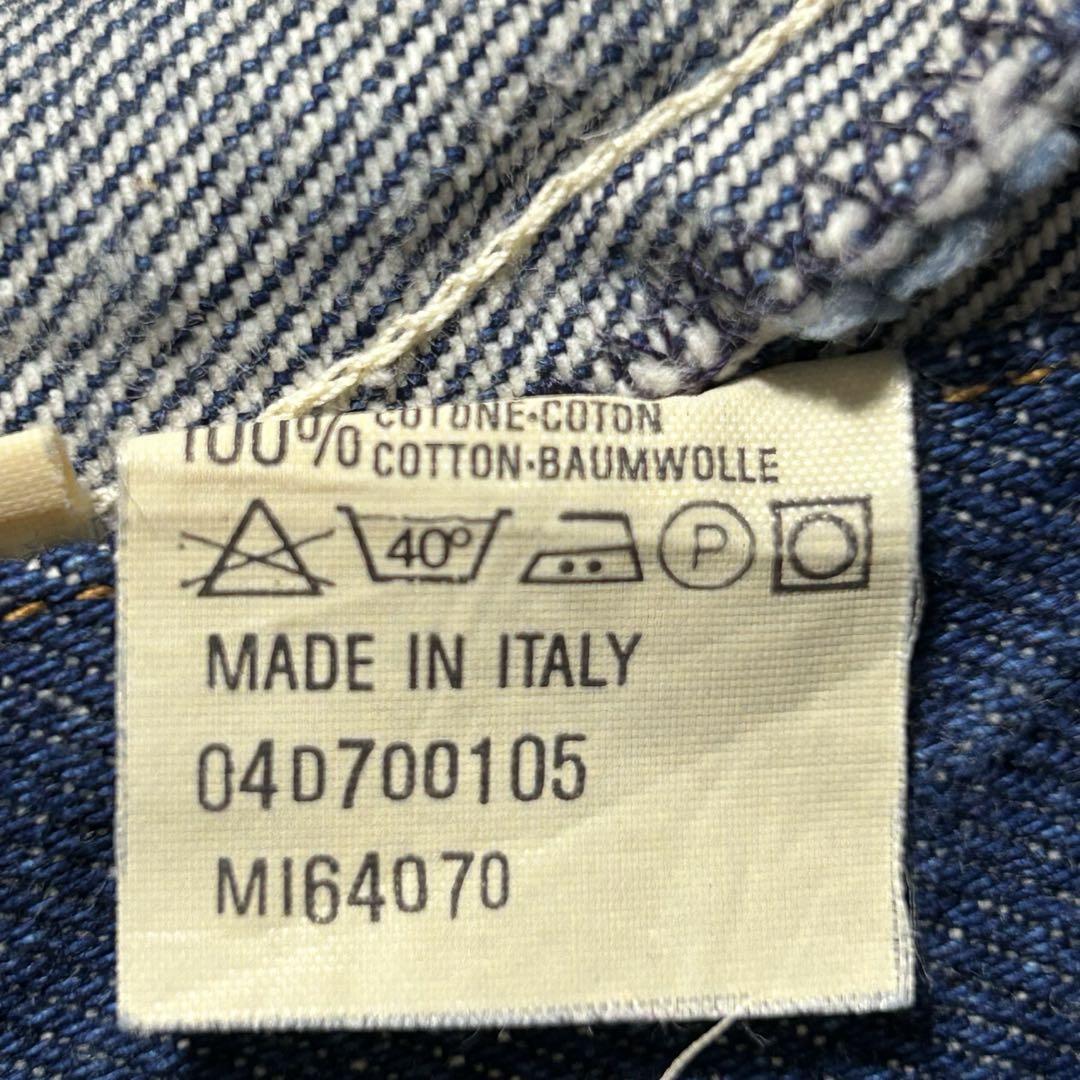 100% COTONE·COTON
COTTON·BAUMWOLLE
40° P
MADE IN ITALY
04D700105
MI64070